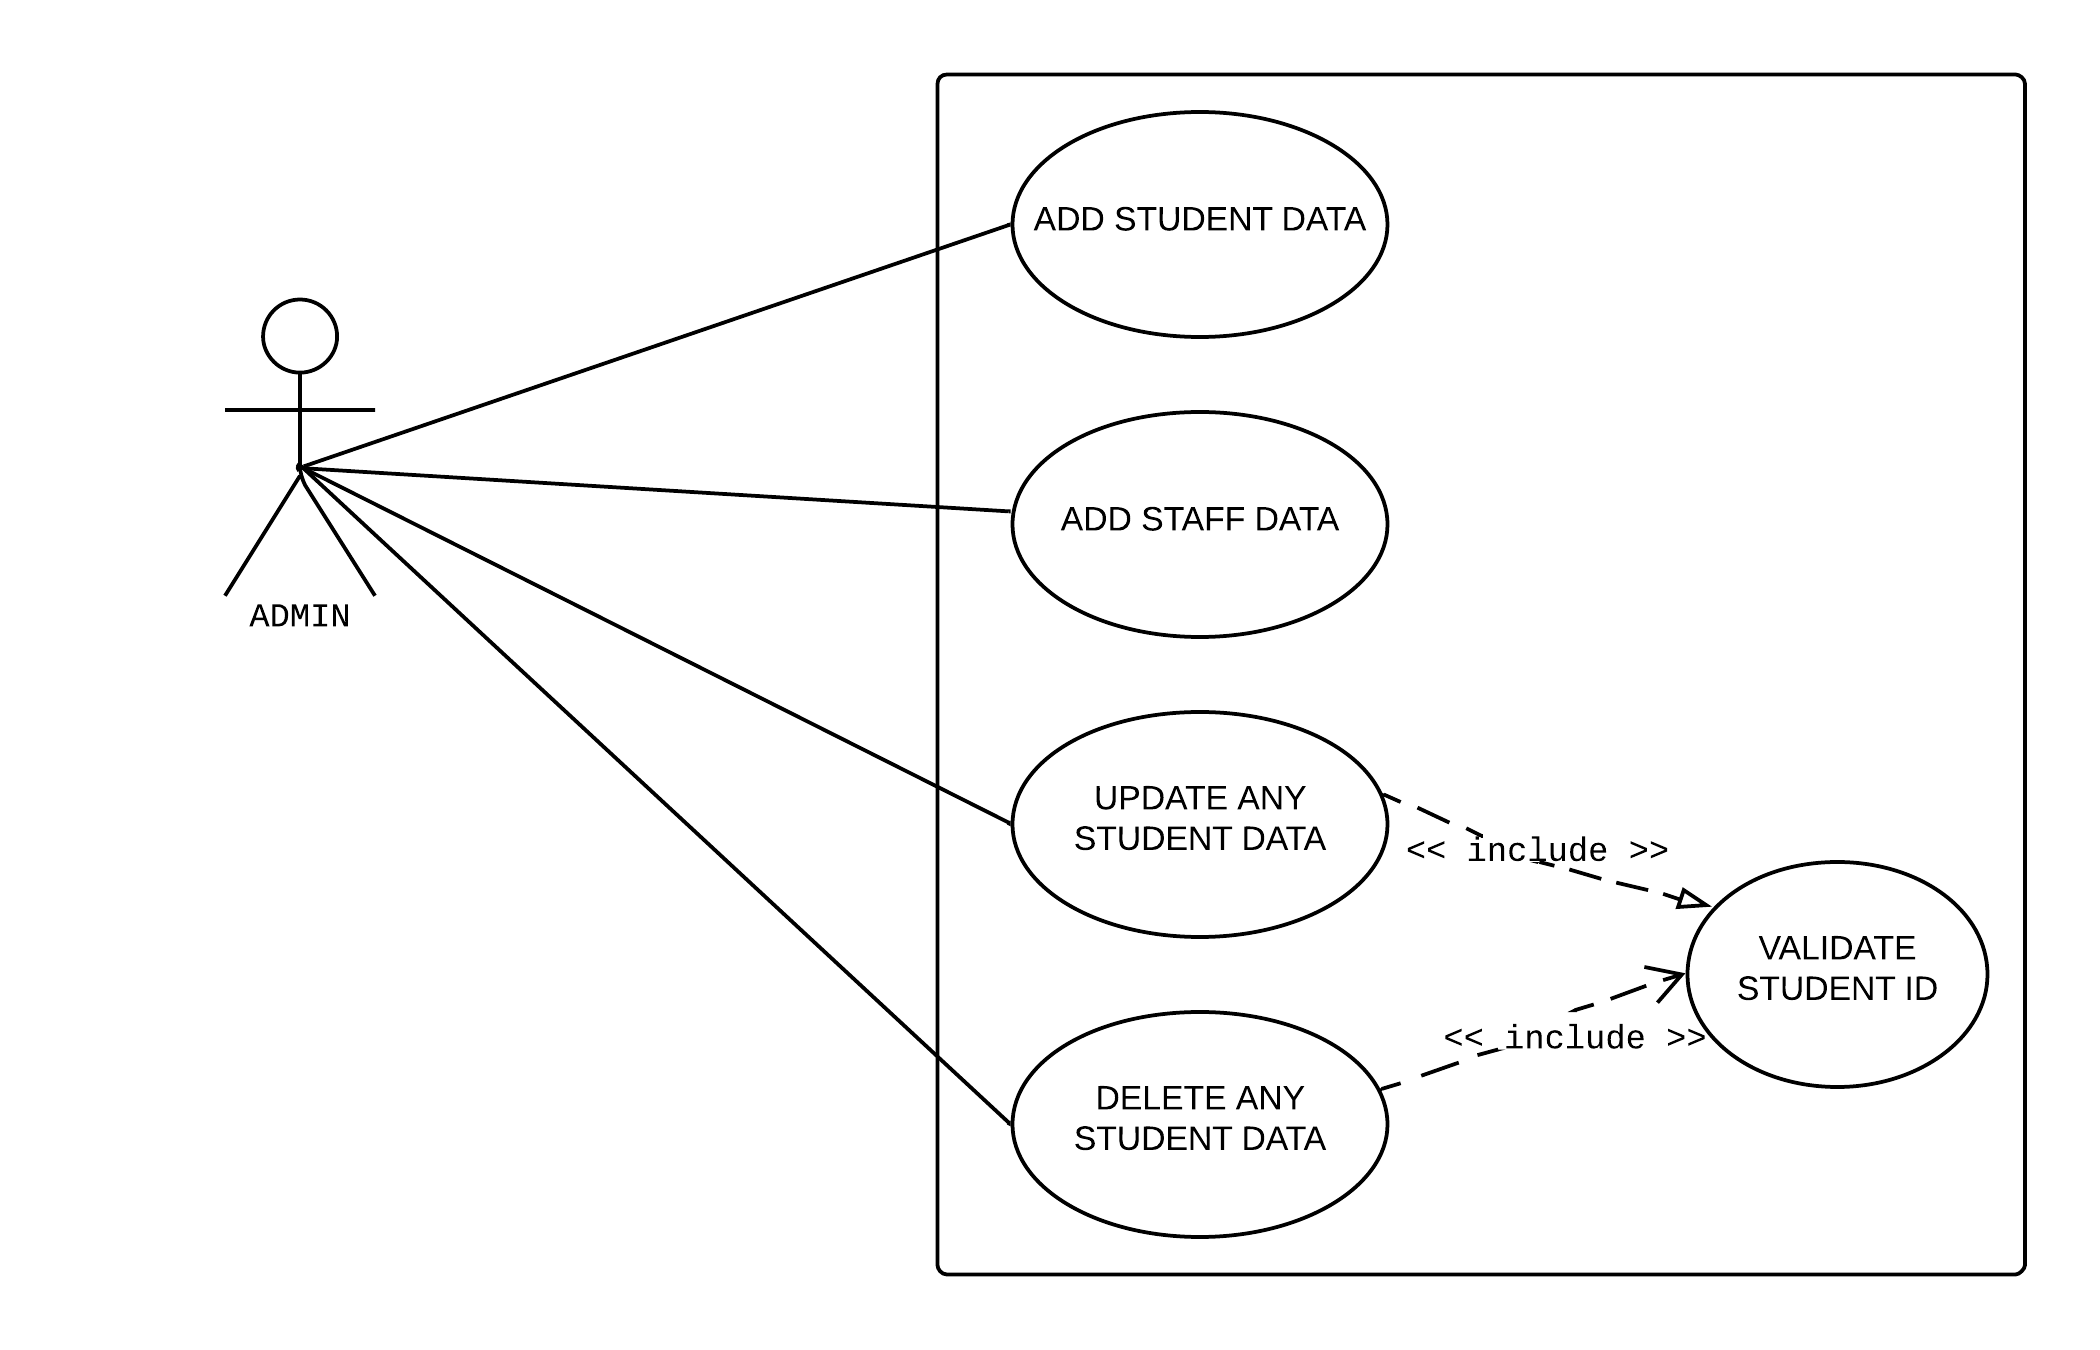 ADD STUDENT DATA
ADD STAFF DATA
ADMIN
UPDATE ANY
STUDENT DATA
<< include >>
VALIDATE
STUDENT ID
<< include >>
DELETE ANY
STUDENT DATA